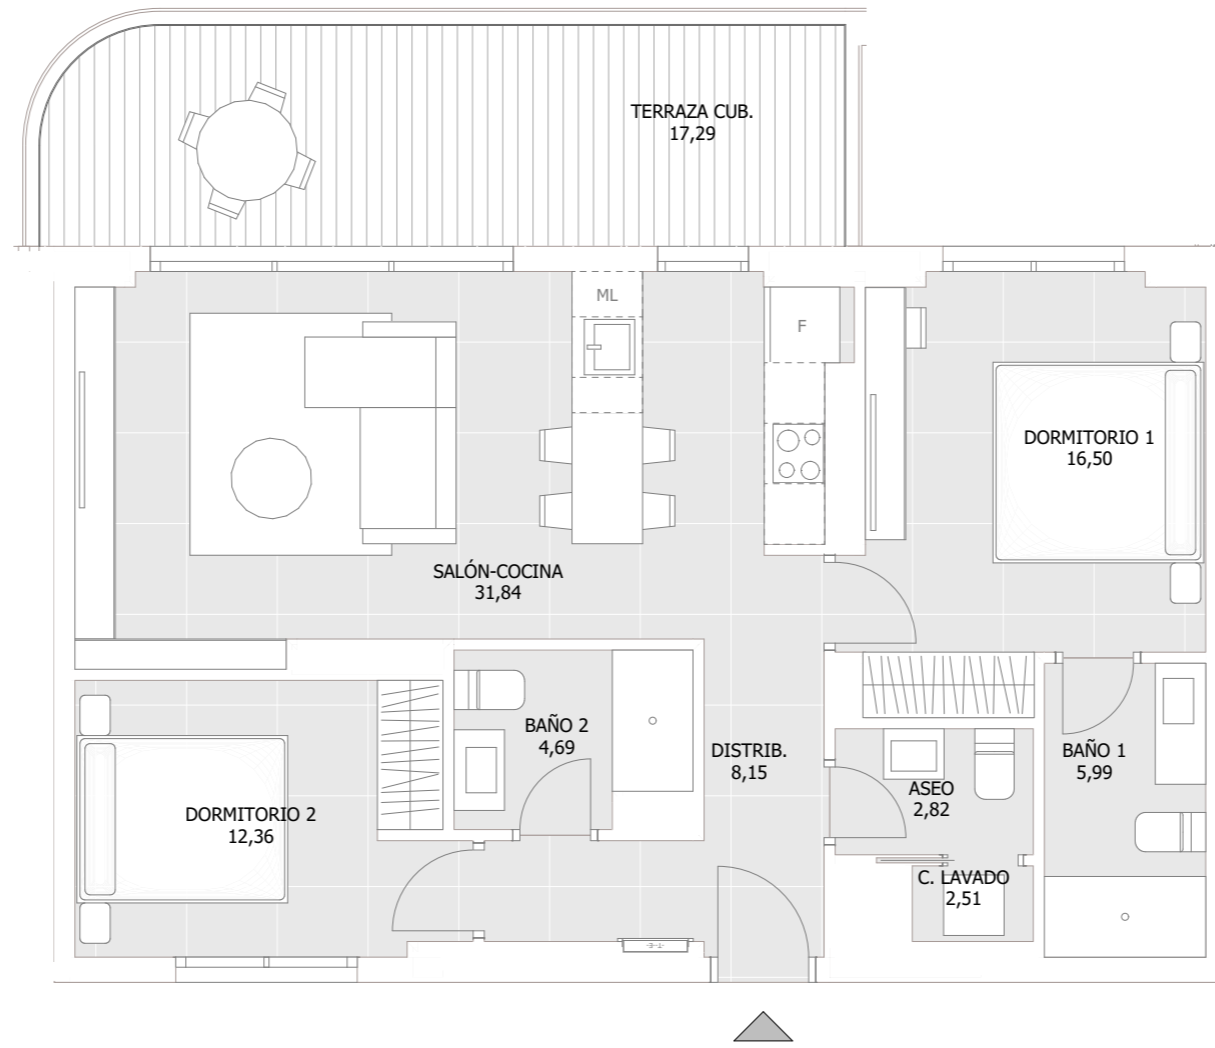 TERRAZA CUB.
17,29
ML
F
DORMITORIO 1
16,50
SALÓN-COCINA
31,84
BAÑO 2
4,69
DISTRIB.
8,15
BAÑO 1
5,99
ASEO
2,82
DORMITORIO 2
12,36
C. LAVADO
2,51